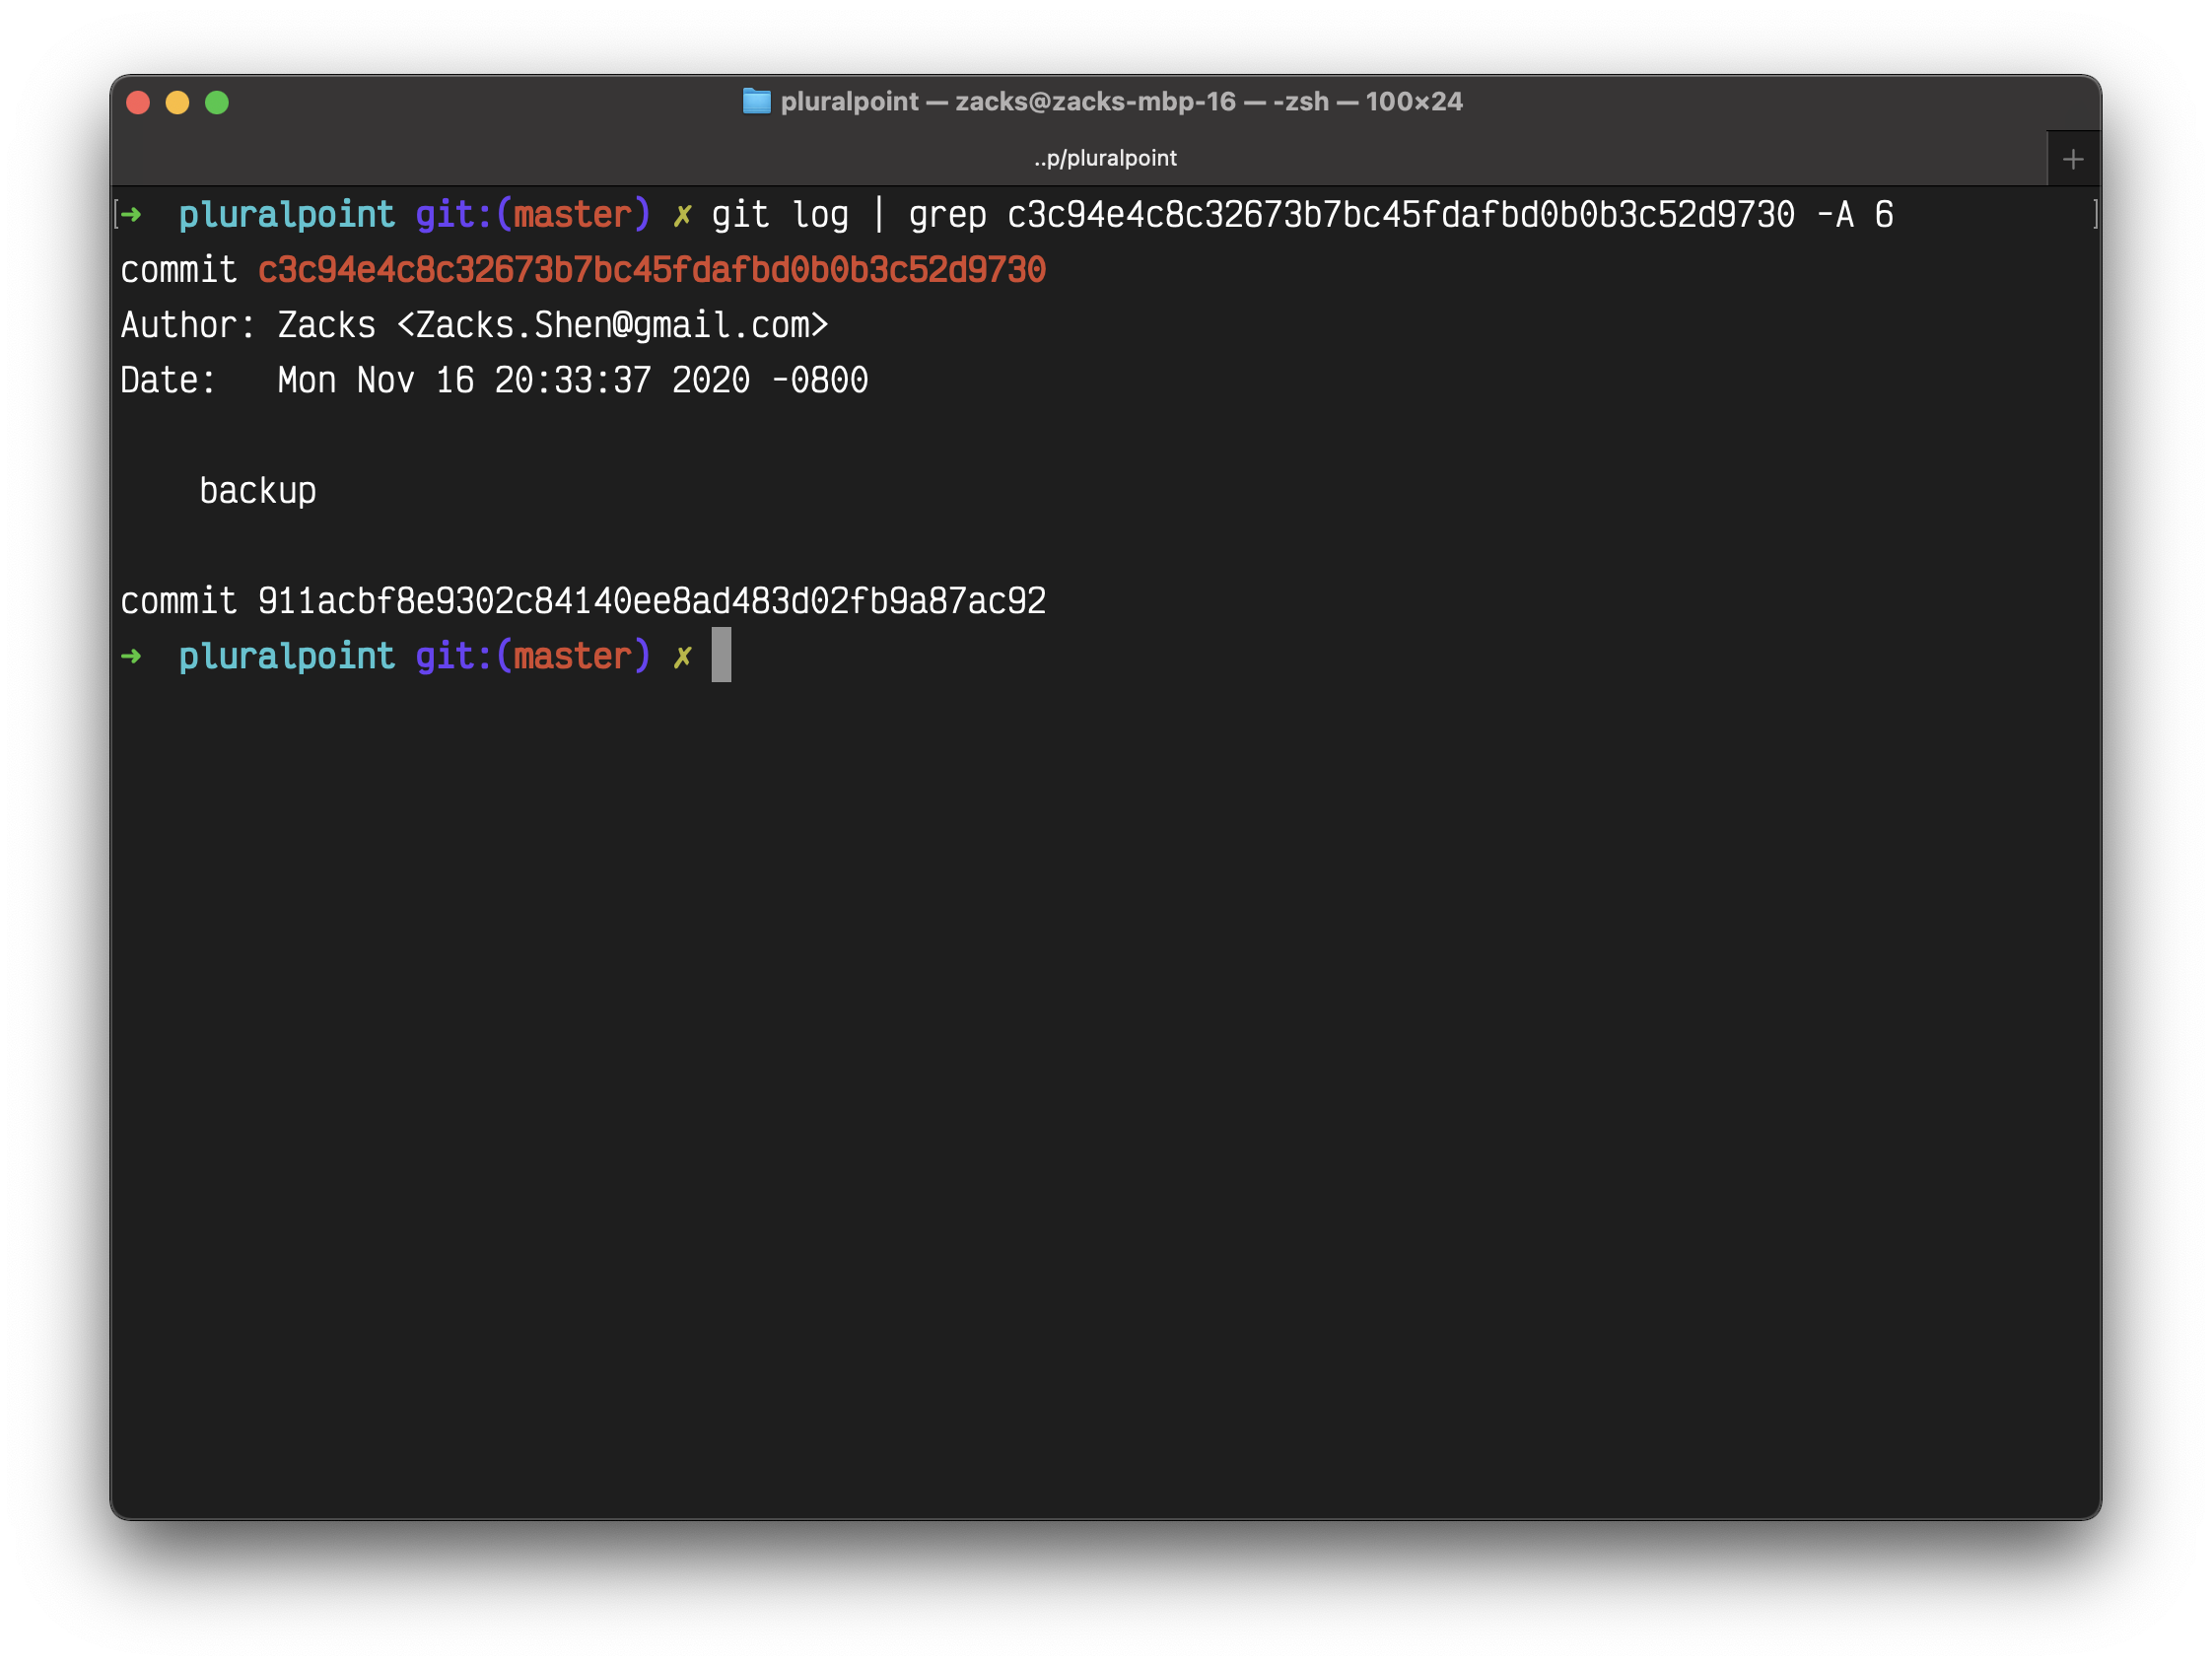 pluralpoint — zacks@zacks-mbp-16 — -zsh — 100×24
..p/pluralpoint
[➜  pluralpoint git:(master) ✗ git log | grep c3c94e4c8c32673b7bc45fdafbd0b0b3c52d9730 -A 6 ]
commit c3c94e4c8c32673b7bc45fdafbd0b0b3c52d9730
Author: Zacks <Zacks.Shen@gmail.com>
Date:   Mon Nov 16 20:33:37 2020 -0800
    backup
commit 911acbf8e9302c84140ee8ad483d02fb9a87ac92
➜  pluralpoint git:(master) ✗